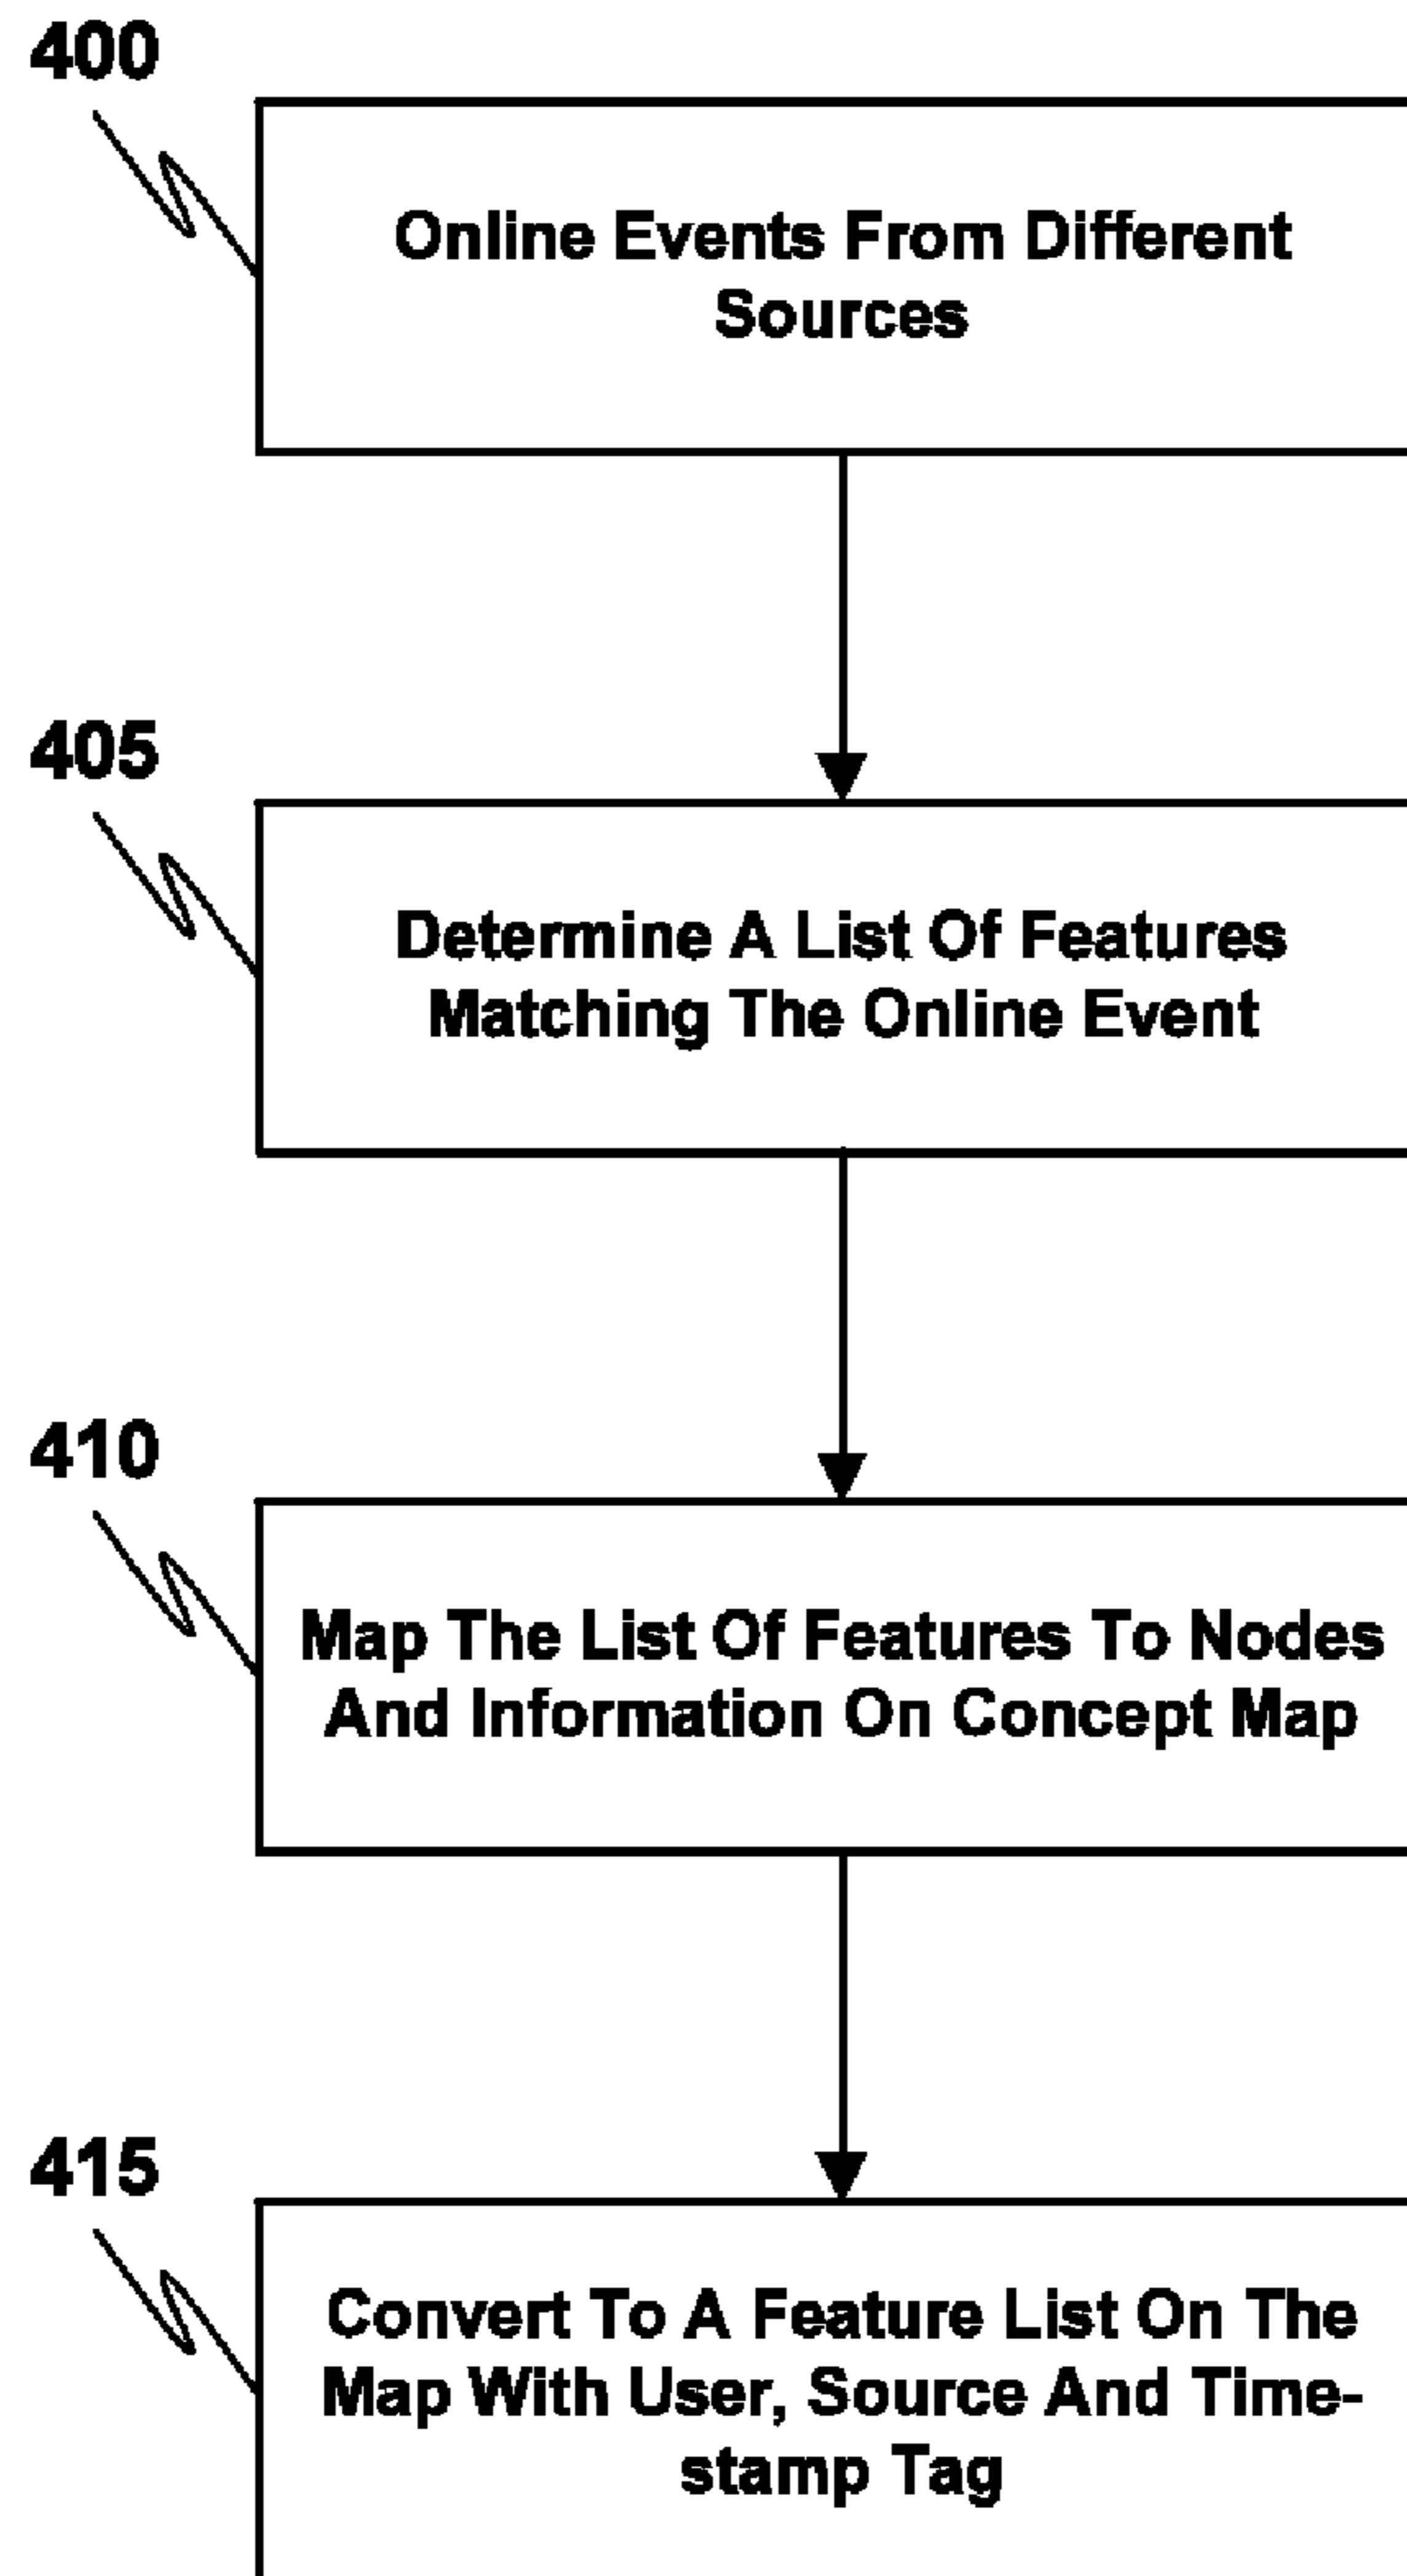 400
Online Events From Different
Sources
405
Determine A List Of Features
Matching The Online Event
410
Map The List Of Features To Nodes
And Information On Concept Map
415
Convert To A Feature List On The
Map With User, Source And Time-
stamp Tag